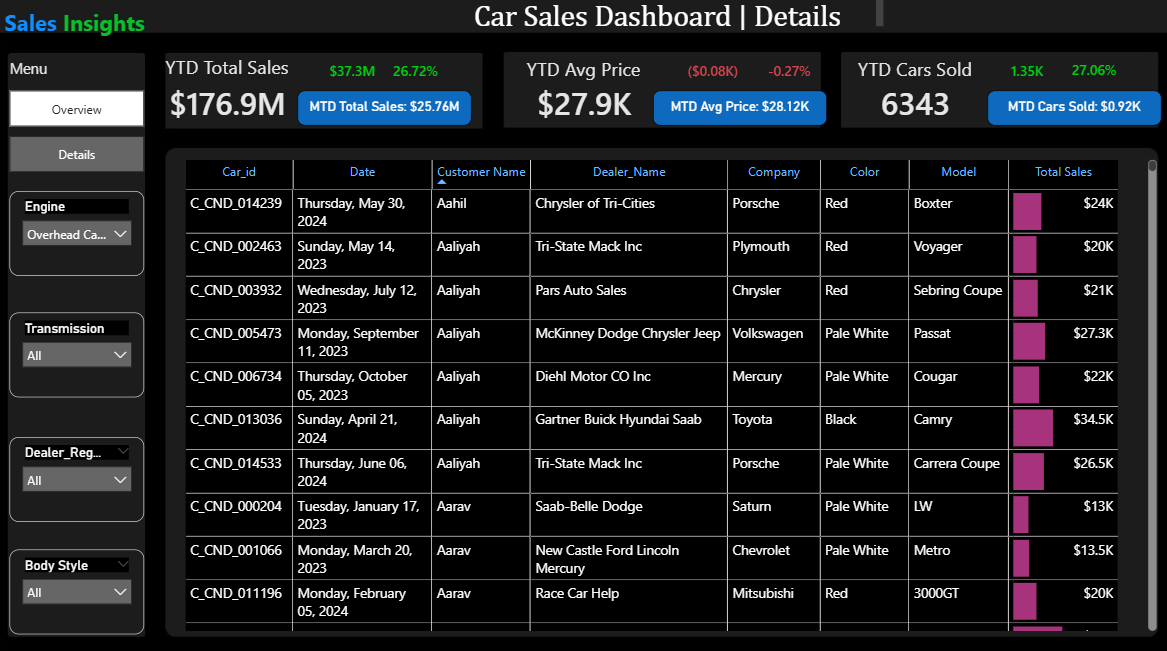 Sales Insights
Car Sales Dashboard | Details
Menu
Overview
Details
Engine
Overhead Ca...
Transmission
All
Dealer_Reg...
All
Body Style
All
YTD Total Sales
$37.3M 26.72%
$176.9M
MTD Total Sales: $25.76M
YTD Avg Price
($0.08K) -0.27%
$27.9K
MTD Avg Price: $28.12K
YTD Cars Sold
1.35K 27.06%
6343
MTD Cars Sold: $0.92K
Car_id Date Customer Name Dealer_Name Company Color Model Total Sales
C_CND_014239 Thursday, May 30, Aahil Chrysler of Tri-Cities Porsche Red Boxter $24K
2024
C_CND_002463 Sunday, May 14, Aaliyah Tri-State Mack Inc Plymouth Red Voyager $20K
2023
C_CND_003932 Wednesday, July 12, Aaliyah Pars Auto Sales Chrysler Red Sebring Coupe $21K
2023
C_CND_005473 Monday, September Aaliyah McKinney Dodge Chrysler Jeep Volkswagen Pale White Passat $27.3K
11, 2023
C_CND_006734 Thursday, October Aaliyah Diehl Motor CO Inc Mercury Pale White Cougar $22K
05, 2023
C_CND_013036 Sunday, April 21, Aaliyah Gartner Buick Hyundai Saab Toyota Black Camry $34.5K
2024
C_CND_014533 Thursday, June 06, Aaliyah Tri-State Mack Inc Porsche Pale White Carrera Coupe $26.5K
2024
C_CND_000204 Tuesday, January 17, Aarav Saab-Belle Dodge Saturn Pale White LW $13K
2023
C_CND_001066 Monday, March 20, Aarav New Castle Ford Lincoln Chevrolet Pale White Metro $13.5K
2023 Mercury
C_CND_011196 Monday, February Aarav Race Car Help Mitsubishi Red 3000GT $20K
05, 2024